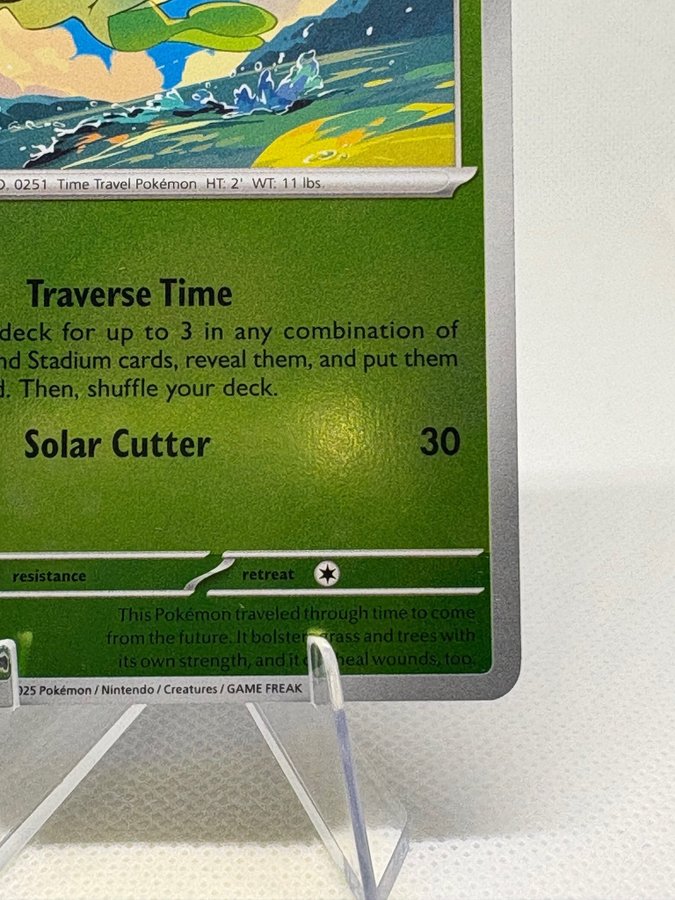 0251 Time Travel Pokémon HT: 2' WT: 11 lbs.
Traverse Time
deck for up to 3 in any combination of
nd Stadium cards, reveal them, and put them
d. Then, shuffle your deck.
Solar Cutter 30
resistance retreat
This Pokémon traveled through time to come
from the future. It bolster grass and trees with
its own strength, and it heal wounds, too.
025 Pokémon / Nintendo / Creatures / GAME FREAK